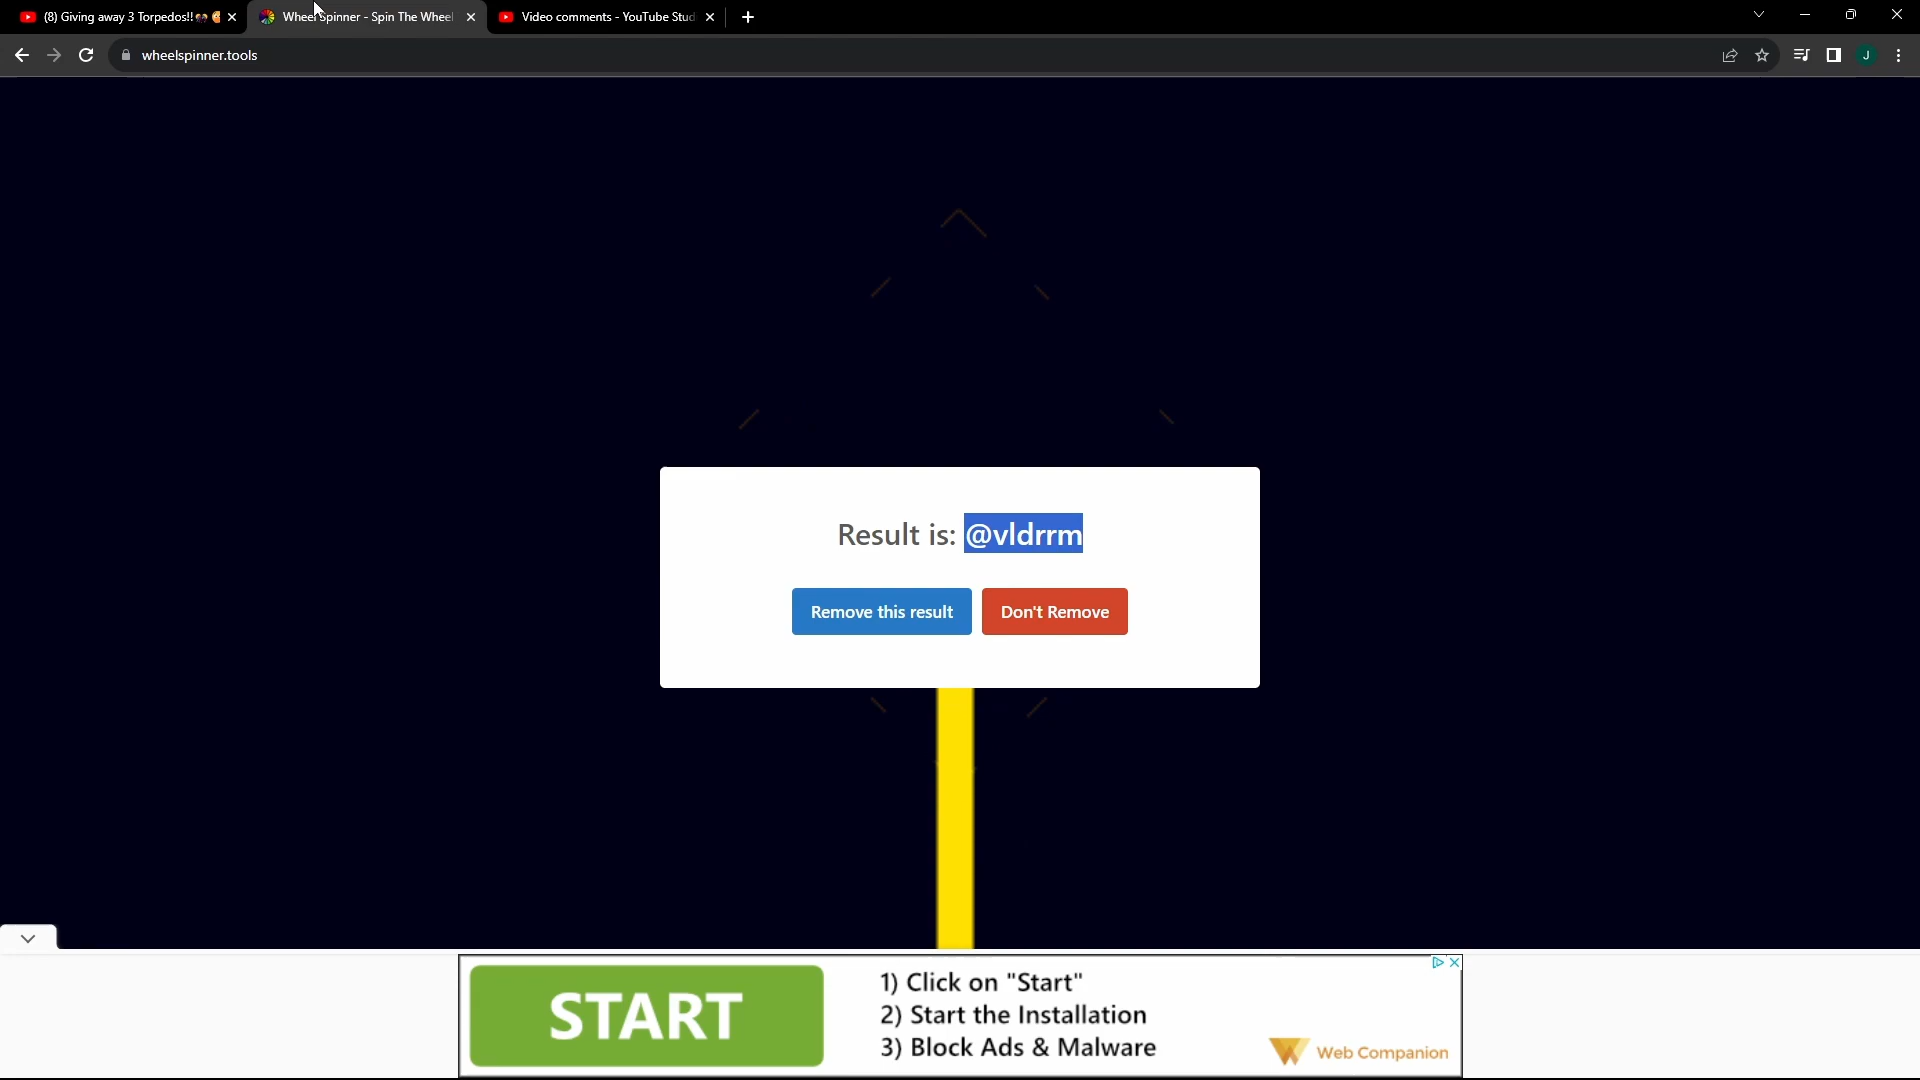 (8) Giving away 3 Torpedos!!
Wheel Spinner - Spin The Wheel
Video comments - YouTube Stud
wheelspinner.tools
J
Result is: @vldrrm
Remove this result
Don't Remove
START
1) Click on "Start"
2) Start the Installation
3) Block Ads & Malware
Web Companion